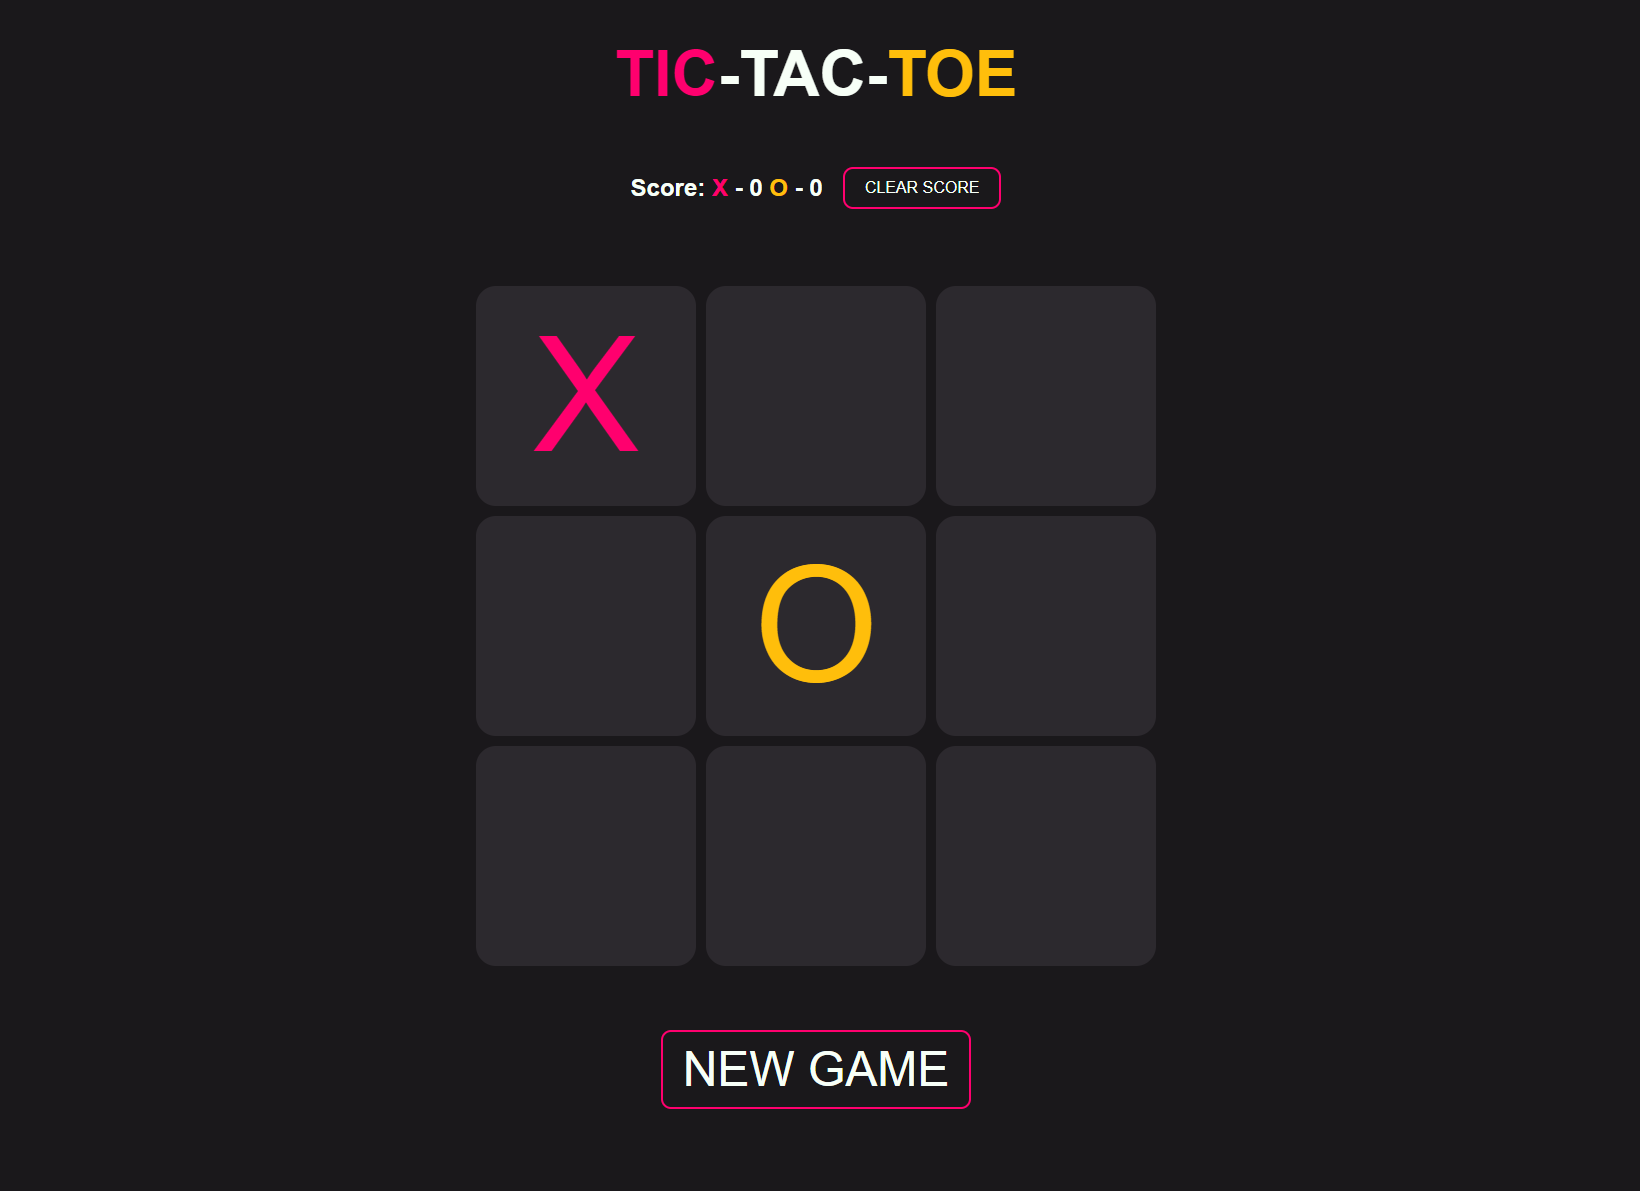 TIC-TAC-TOE
Score: X - 0 O - 0 CLEAR SCORE
X
O
NEW GAME